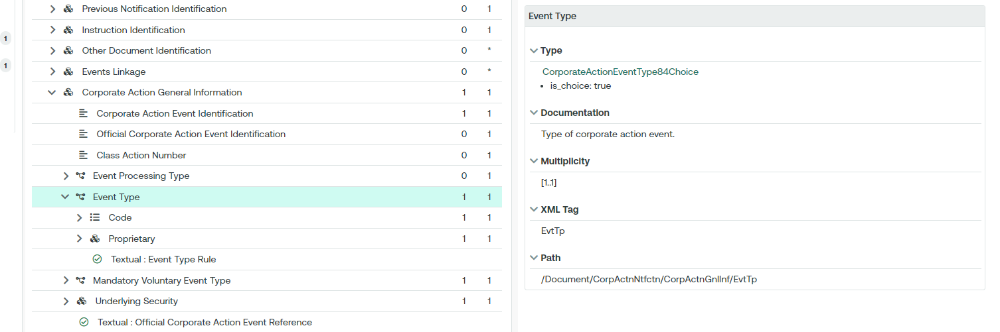 Previous Notification Identification 0 1
Instruction Identification 0 1
1
Other Document Identification 0 *
1
Events Linkage 0 *
Corporate Action General Information 1 1
Corporate Action Event Identification 1 1
Official Corporate Action Event Identification 0 1
Class Action Number 0 1
Event Processing Type 0 1
Event Type 1 1
Code 1 1
Proprietary 1 1
Textual : Event Type Rule
Mandatory Voluntary Event Type 1 1
Underlying Security 1 1
Textual : Official Corporate Action Event Reference
Event Type
Type
CorporateActionEventType84Choice
• is_choice: true
Documentation
Type of corporate action event.
Multiplicity
[1..1]
XML Tag
EvtTp
Path
/Document/CorpActnNtfctn/CorpActnGnlInf/EvtTp